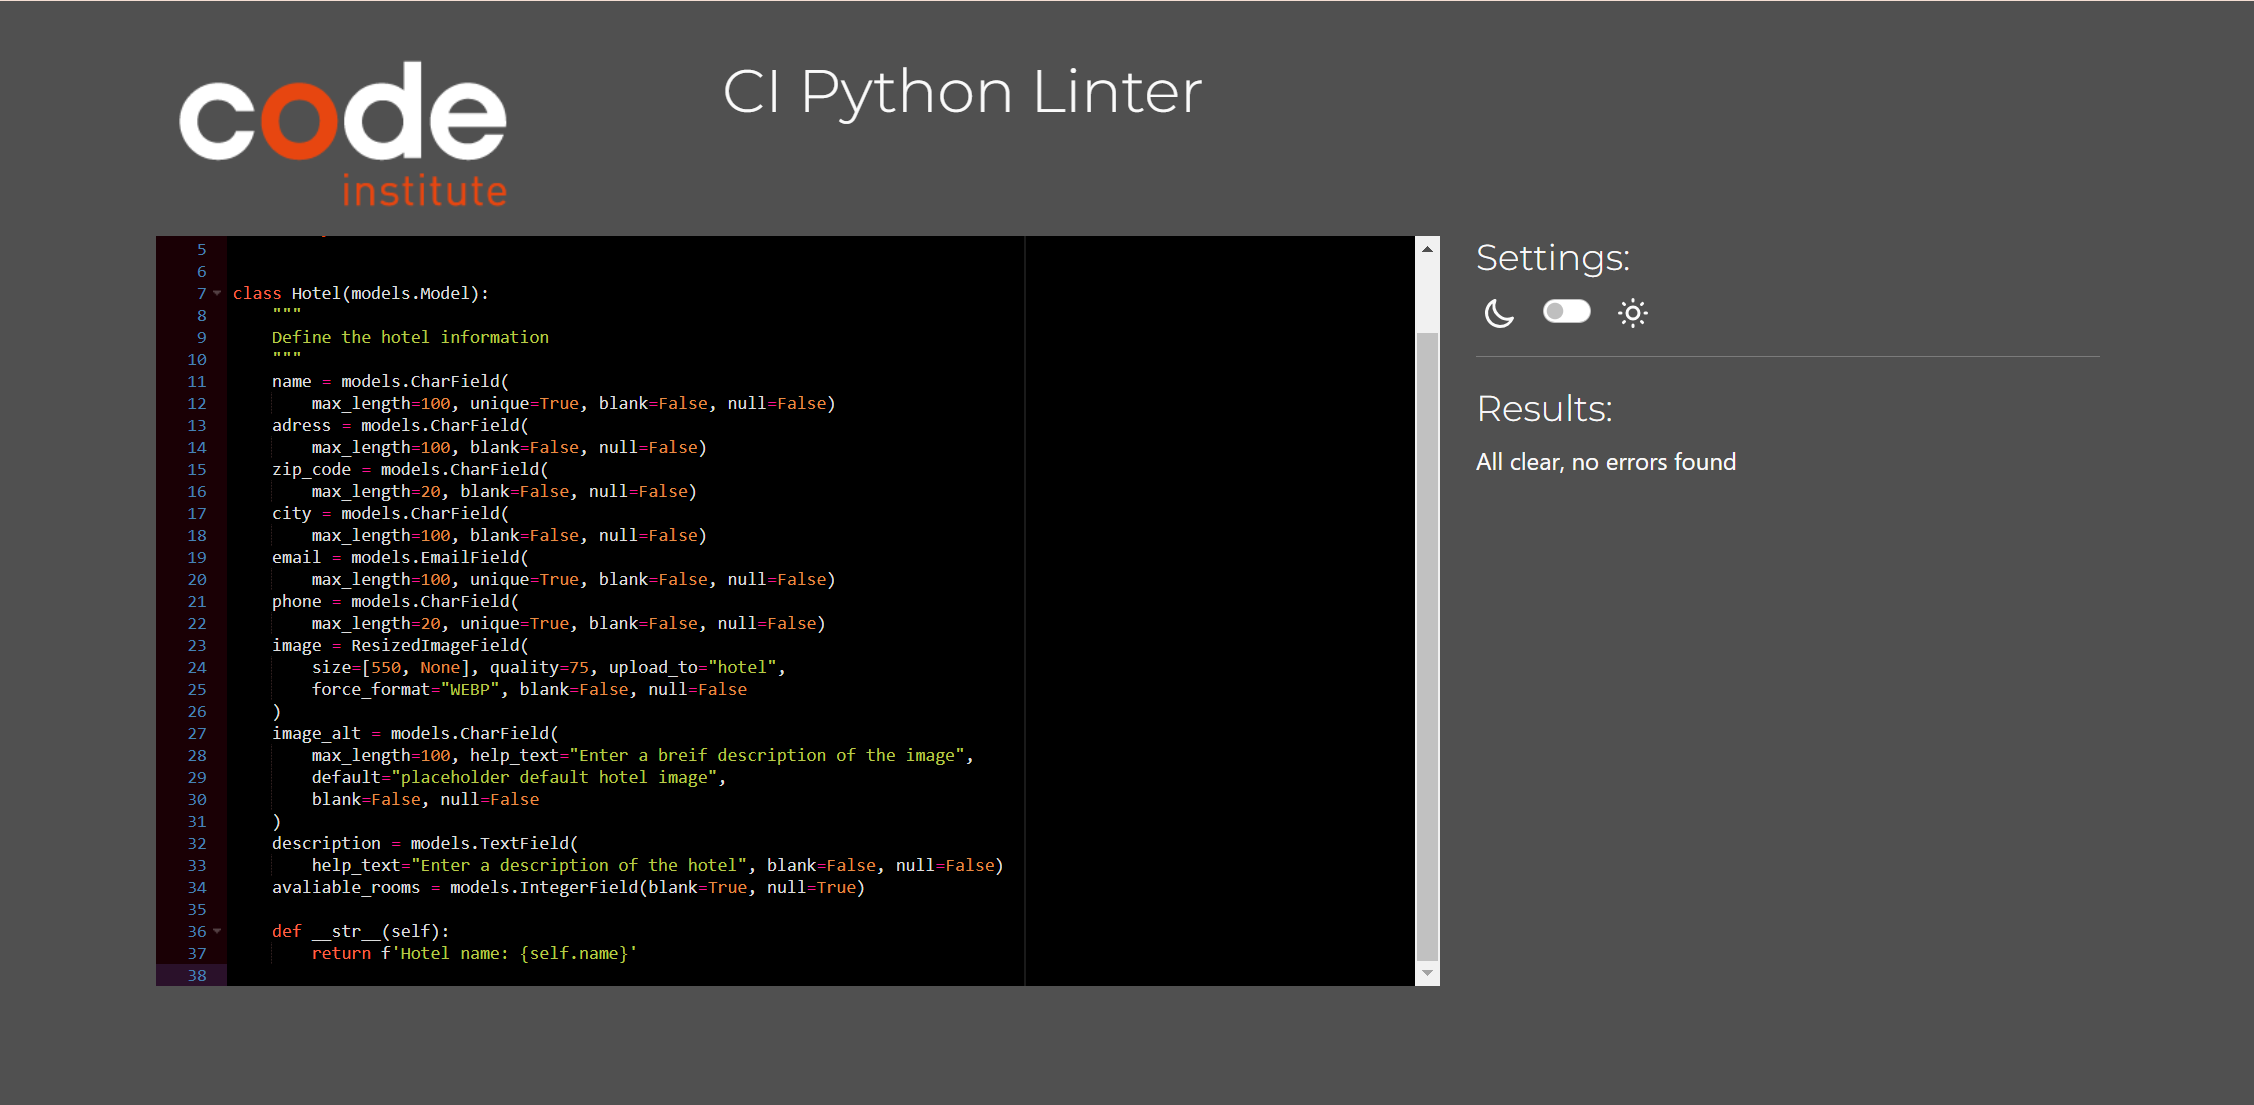 code
institute
CI Python Linter
5
6
7 class Hotel(models.Model):
8     """
9     Define the hotel information
10     """
11     name = models.CharField(
12         max_length=100, unique=True, blank=False, null=False)
13     adress = models.CharField(
14         max_length=100, blank=False, null=False)
15     zip_code = models.CharField(
16         max_length=20, blank=False, null=False)
17     city = models.CharField(
18         max_length=100, blank=False, null=False)
19     email = models.EmailField(
20         max_length=100, unique=True, blank=False, null=False)
21     phone = models.CharField(
22         max_length=20, unique=True, blank=False, null=False)
23     image = ResizedImageField(
24         size=[550, None], quality=75, upload_to="hotel",
25         force_format="WEBP", blank=False, null=False
26     )
27     image_alt = models.CharField(
28         max_length=100, help_text="Enter a breif description of the image",
29         default="placeholder default hotel image",
30         blank=False, null=False
31     )
32     description = models.TextField(
33         help_text="Enter a description of the hotel", blank=False, null=False)
34     avaliable_rooms = models.IntegerField(blank=True, null=True)
35
36     def __str__(self):
37         return f'Hotel name: {self.name}'
38
Settings:
Results:
All clear, no errors found